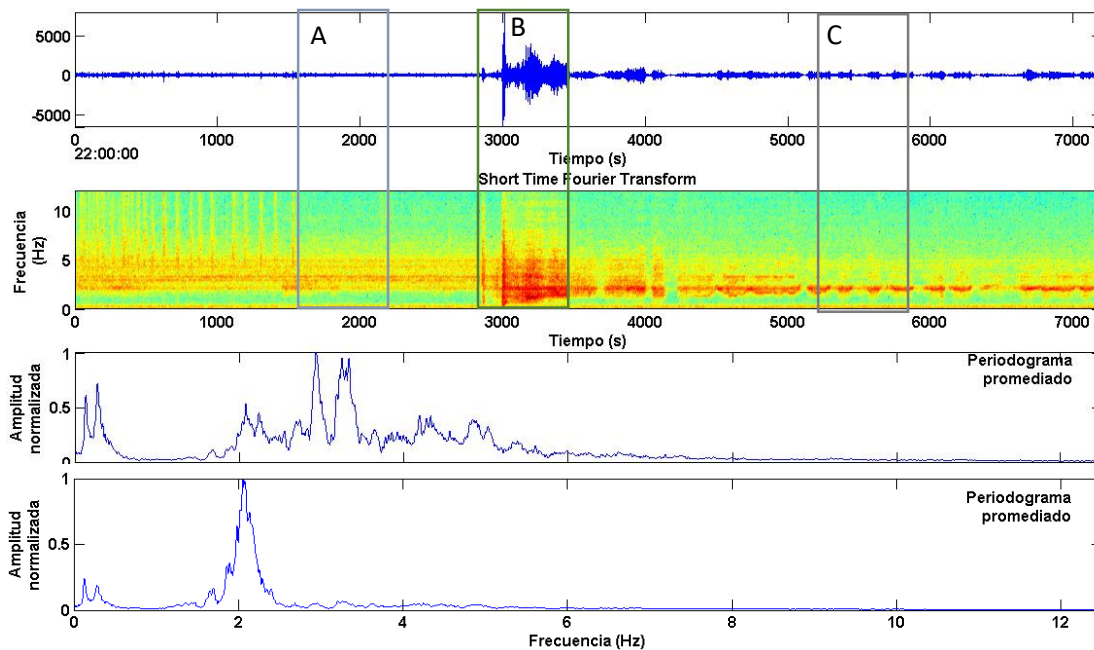 A
B
C
5000
0
-5000
0
1000
2000
3000
4000
5000
6000
7000
22:00:00
Tiempo (s)
Short Time Fourier Transform
Frecuencia
(Hz)
10
5
0
0
1000
2000
3000
4000
5000
6000
7000
Tiempo (s)
Amplitud
normalizada
1
0.5
0
0
2
4
6
8
10
12
Periodograma
promediado
Amplitud
normalizada
1
0.5
0
0
2
4
6
8
10
12
Periodograma
promediado
Frecuencia (Hz)